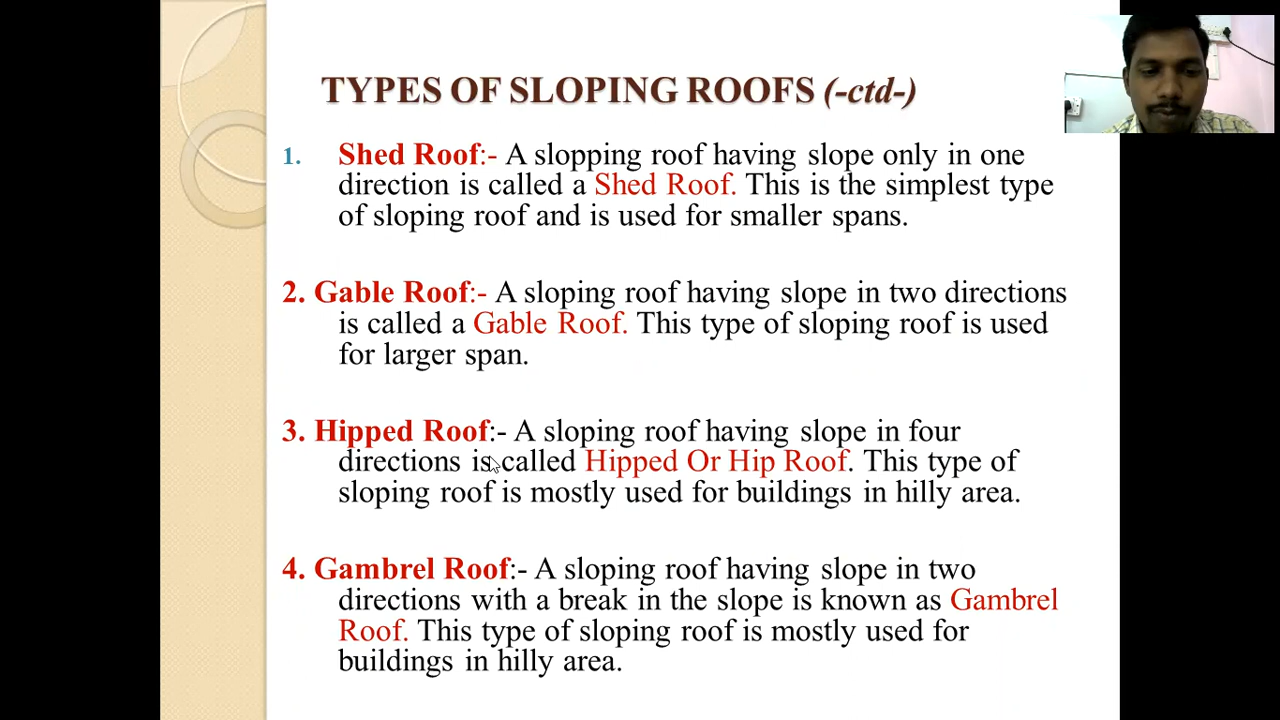 TYPES OF SLOPING ROOFS (-ctd-)
1. Shed Roof:- A slopping roof having slope only in one
direction is called a Shed Roof. This is the simplest type
of sloping roof and is used for smaller spans.
2. Gable Roof:- A sloping roof having slope in two directions
is called a Gable Roof. This type of sloping roof is used
for larger span.
3. Hipped Roof:- A sloping roof having slope in four
directions is called Hipped Or Hip Roof. This type of
sloping roof is mostly used for buildings in hilly area.
4. Gambrel Roof:- A sloping roof having slope in two
directions with a break in the slope is known as Gambrel
Roof. This type of sloping roof is mostly used for
buildings in hilly area.